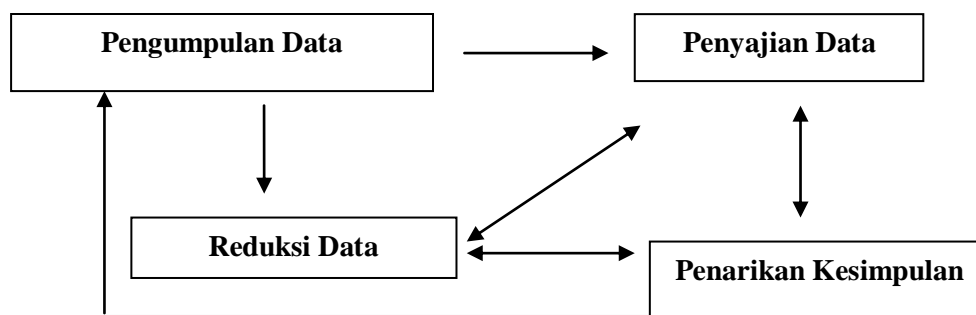 Pengumpulan Data
Penyajian Data
Reduksi Data
Penarikan Kesimpulan